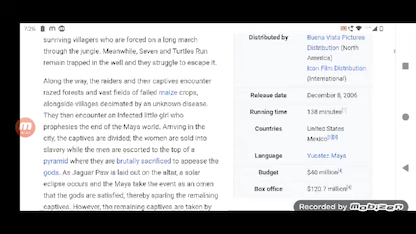 7:26
surviving villagers who are forced on a long march
through the jungle. Meanwhile, Seven and Turtles Run
remain trapped in the well and they struggle to escape it.
Along the way, the raiders and their captives encounter
razed forests and vast fields of failed maize crops,
alongside villages decimated by an unknown disease.
They then encounter an infected little girl who
prophesies the end of the Maya world. Arriving in the
city, the captives are divided; the women are sold into
slavery while the men are escorted to the top of a
pyramid where they are brutally sacrificed to appease the
gods. As Jaguar Paw is laid out on the altar, a solar
eclipse occurs and the Maya take the event as an omen
that the gods are satisfied, thereby sparing the remaining
captives. However, the remaining captives are taken by
Distributed by
Buena Vista Pictures
Distribution (North
America)
Icon Film Distribution
(International)
Release date
December 8, 2006
Running time
138 minutes
Countries
United States
Mexico
Language
Yucatec Maya
Budget
$40 million
Box office
$120.7 million
Recorded by
Mobizen